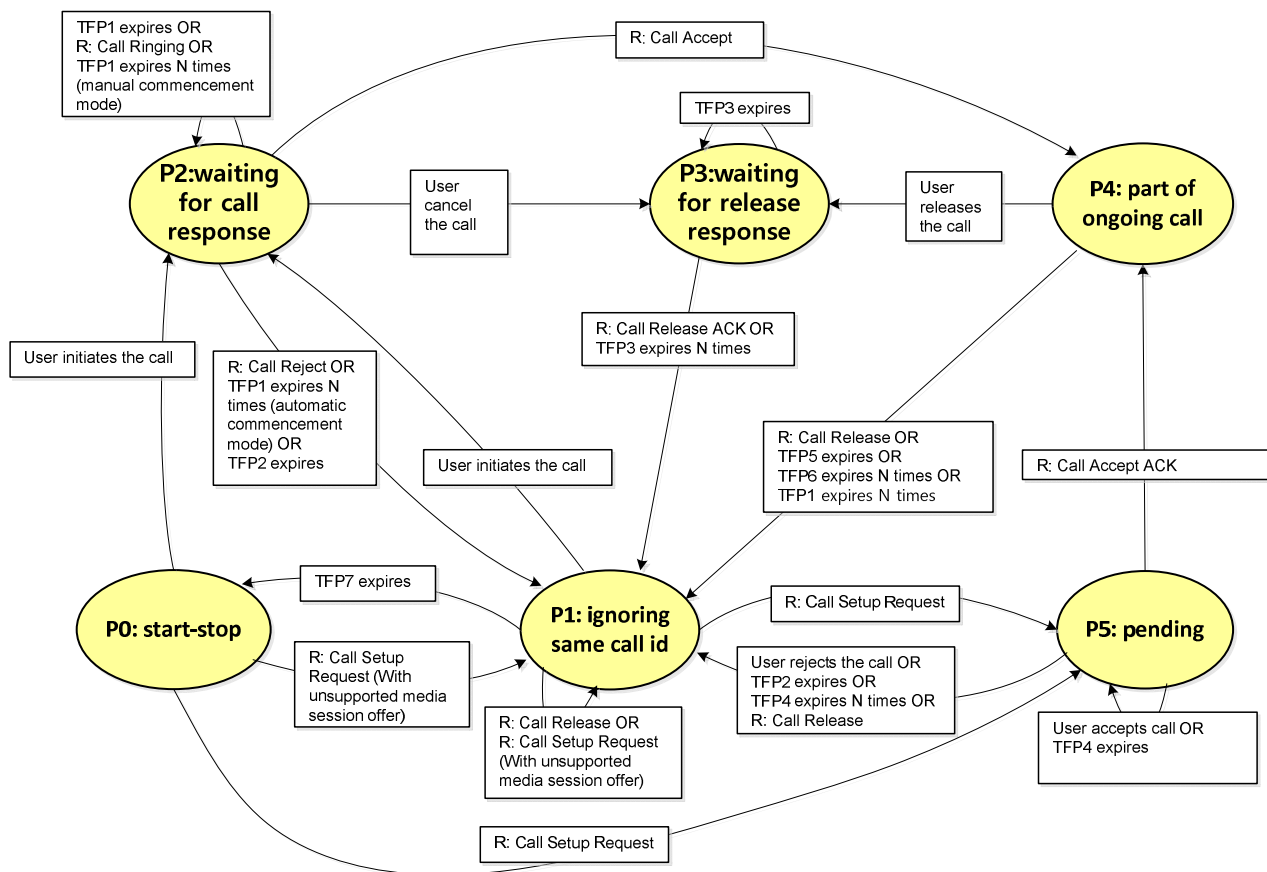 TFP1 expires OR
R: Call Ringing OR
TFP1 expires N times
(manual commencement
mode)
R: Call Accept
TFP3 expires
P2:waiting
for call
response
User
cancel
the call
P3:waiting
for release
response
User
releases
the call
P4: part of
ongoing call
User initiates the call
R: Call Reject OR
TFP1 expires N
times (automatic
commencement
mode) OR
TFP2 expires
R: Call Release ACK OR
TFP3 expires N times
User initiates the call
R: Call Release OR
TFP5 expires OR
TFP6 expires N times OR
TFP1 expires N times
R: Call Accept ACK
P0: start-stop
TFP7 expires
R: Call Setup
Request (With
unsupported media
session offer)
P1: ignoring
same call id
R: Call Setup Request
P5: pending
User rejects the call OR
TFP2 expires OR
TFP4 expires N times OR
R: Call Release
R: Call Release OR
R: Call Setup Request
(With unsupported
media session offer)
User accepts call OR
TFP4 expires
R: Call Setup Request